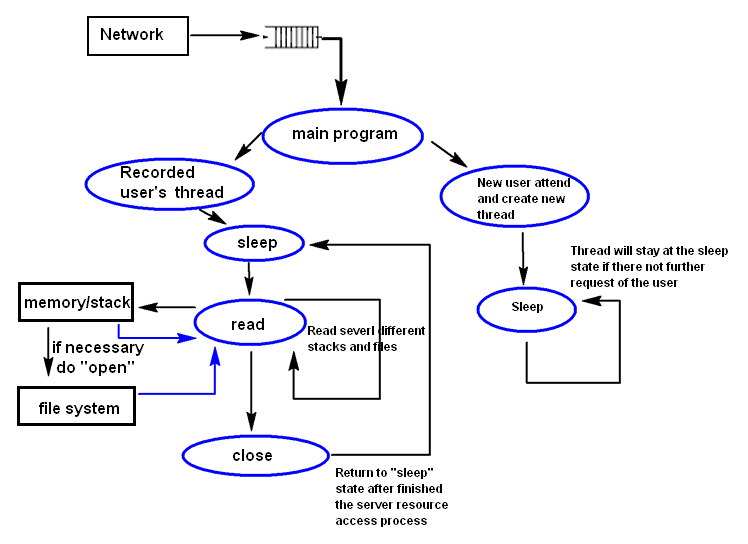 Network
main program
Recorded
user's thread
New user attend
and create new
thread
sleep
Thread will stay at the sleep
state if there not further
request of the user
memory/stack
Sleep
read
Read severl different
stacks and files
if necessary
do "open"
file system
close
Return to "sleep"
state after finished
the server resource
access process